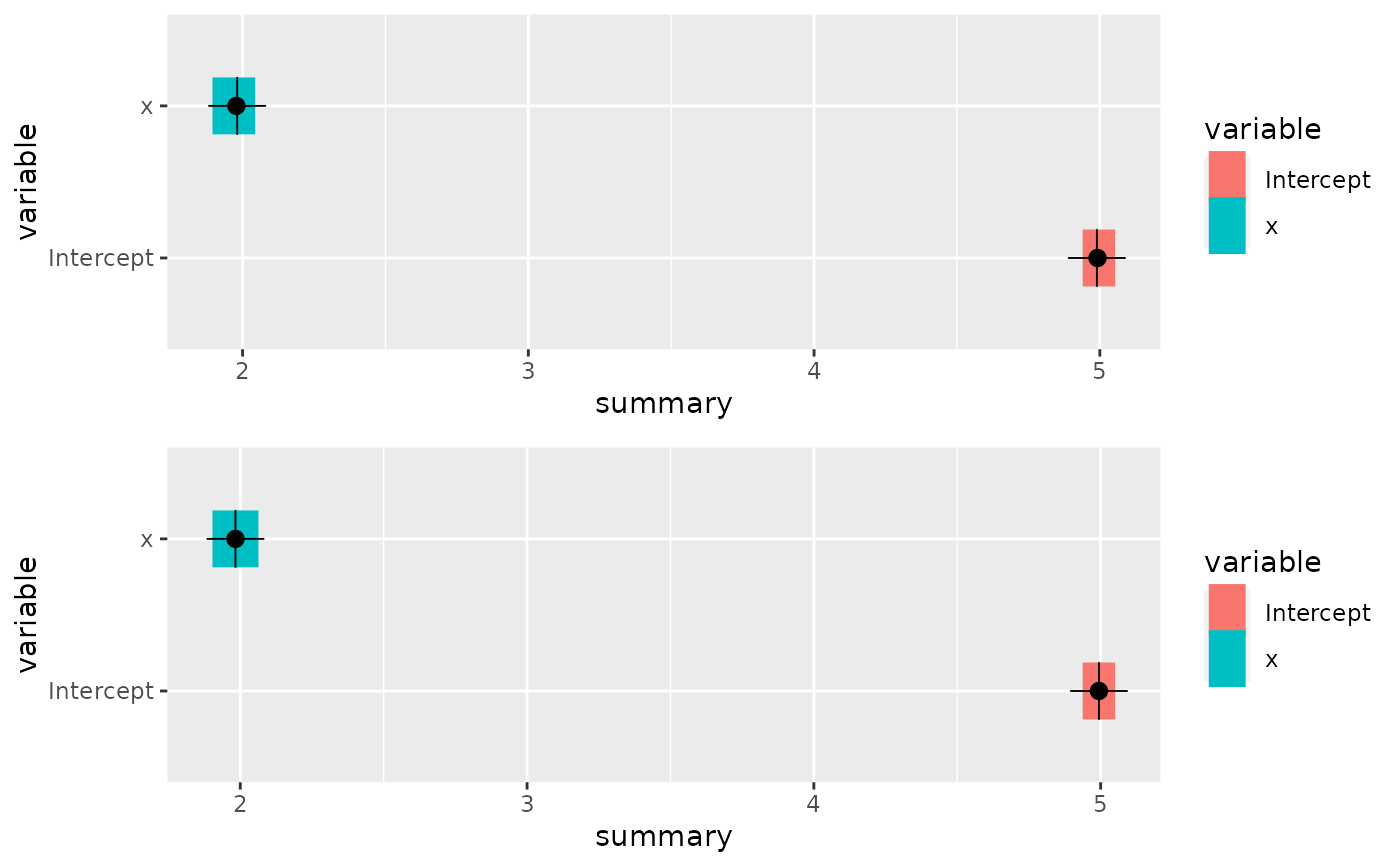 variable
x
Intercept
2 3 4 5
summary
variable
Intercept
x
variable
x
Intercept
2 3 4 5
summary
variable
Intercept
x